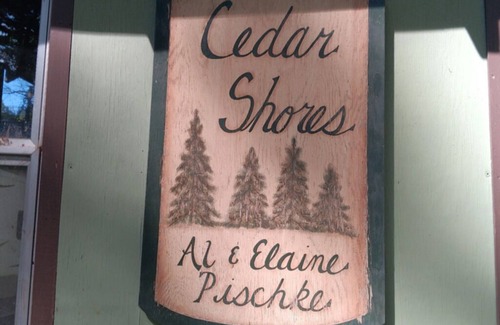 Cedar
Shores
Al & Elaine
Pischke